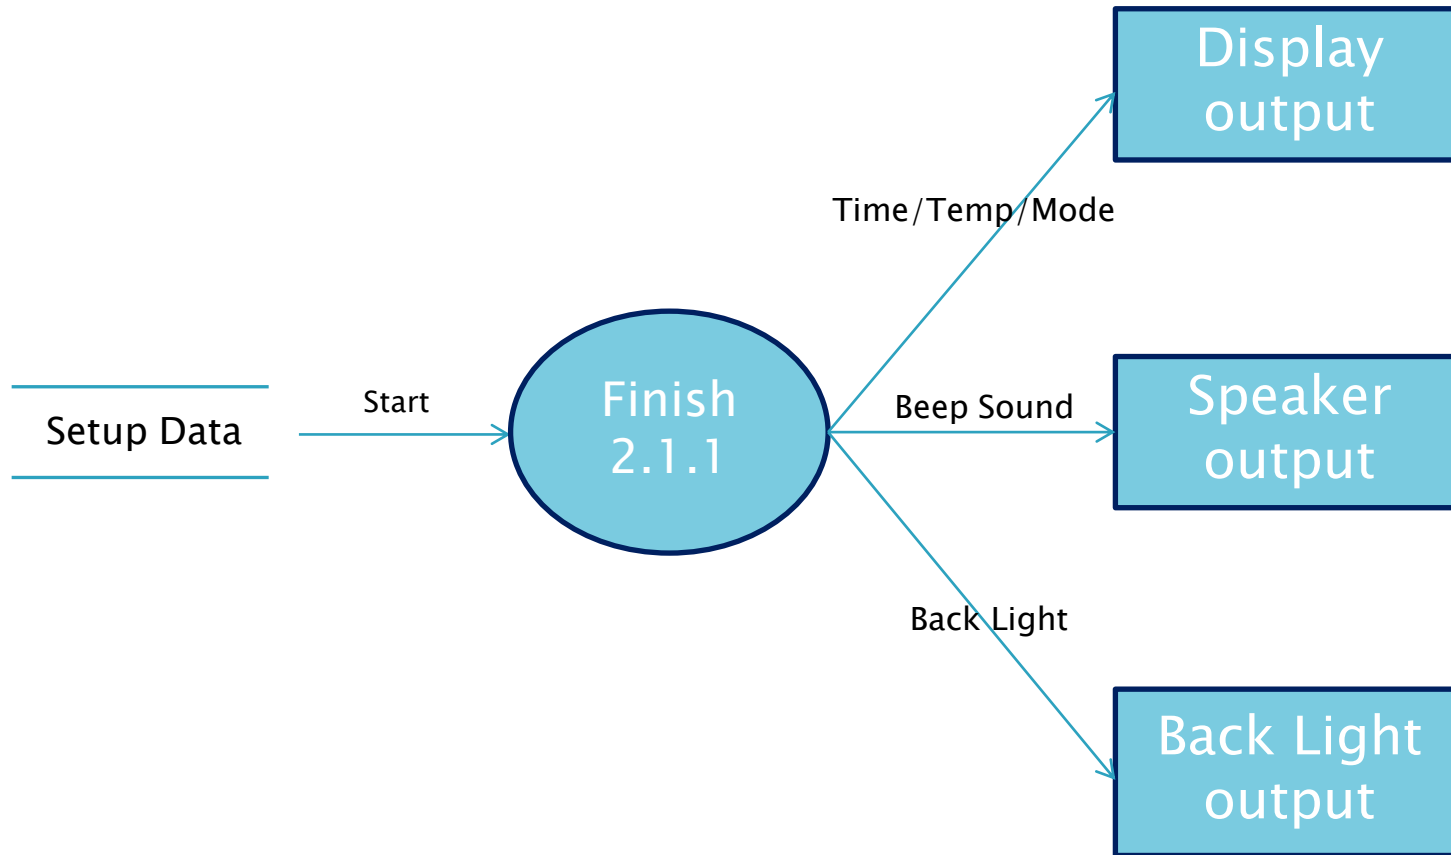 Display
output
Time/Temp/Mode
Setup Data
Start
Finish
2.1.1
Beep Sound
Speaker
output
Back Light
Back Light
output